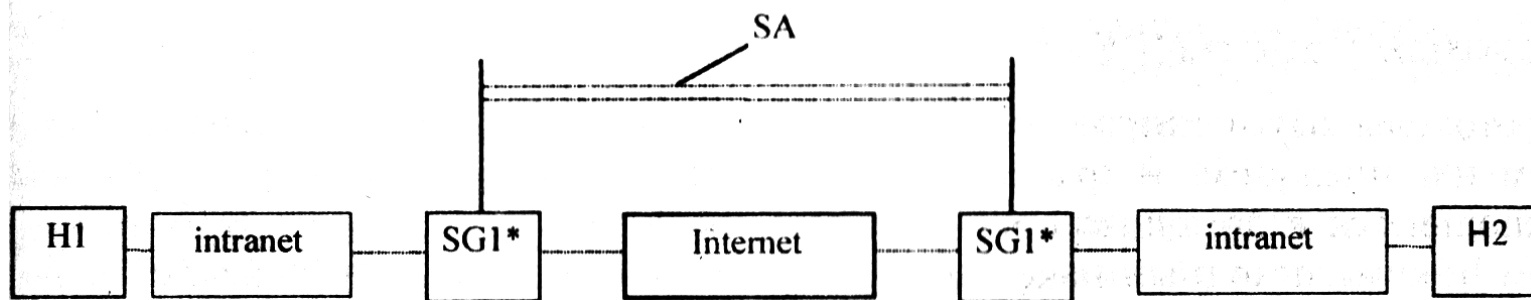 SA
H1
intranet
SG1*
Internet
SG1*
intranet
H2